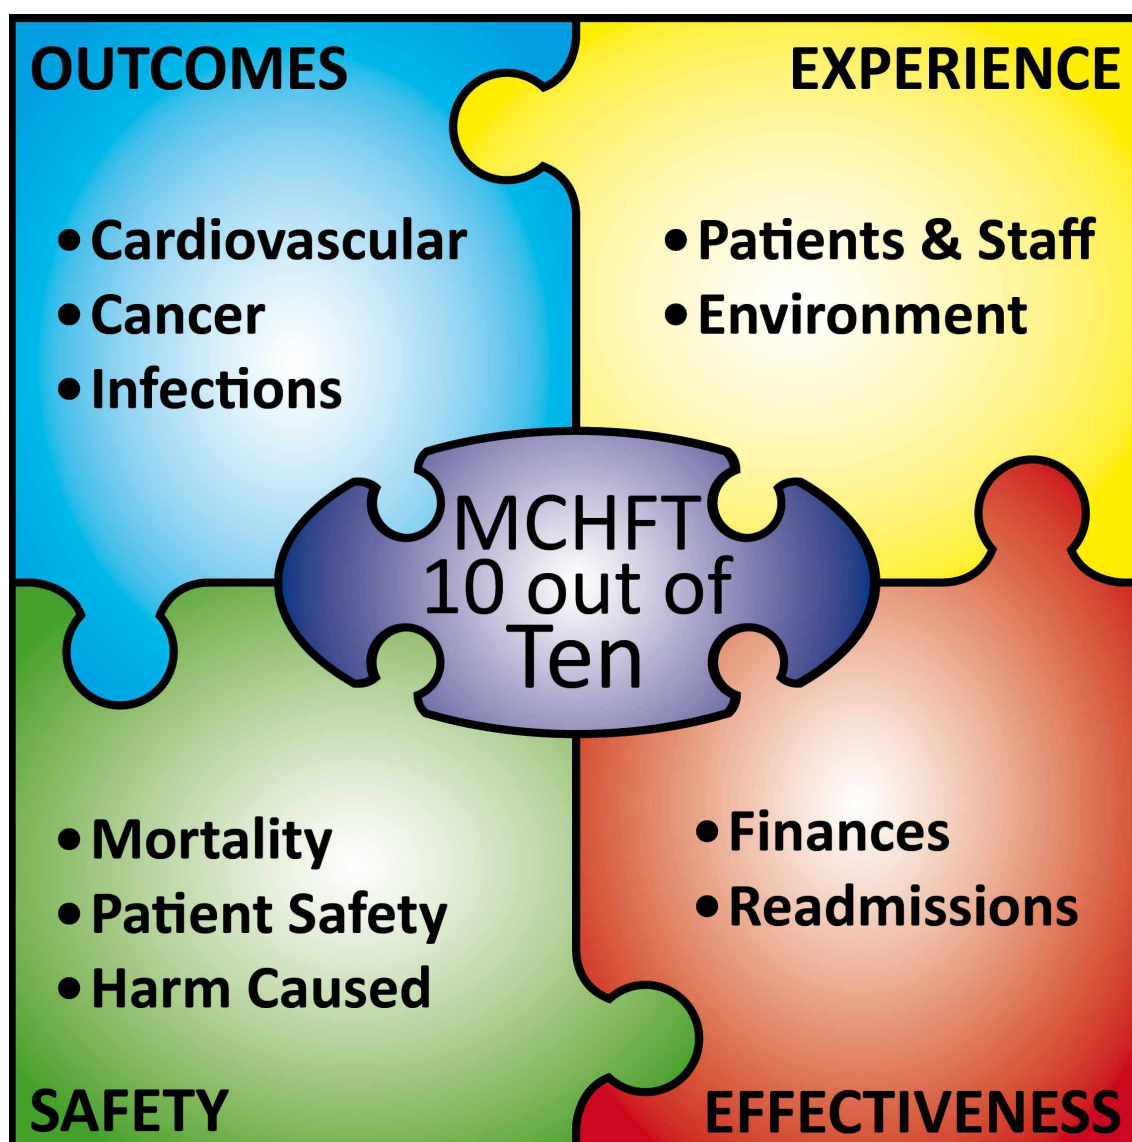 OUTCOMES
• Cardiovascular
• Cancer
• Infections
EXPERIENCE
• Patients & Staff
• Environment
MCHFT
10 out of
Ten
• Mortality
• Patient Safety
• Harm Caused
SAFETY
• Finances
• Readmissions
EFFECTIVENESS